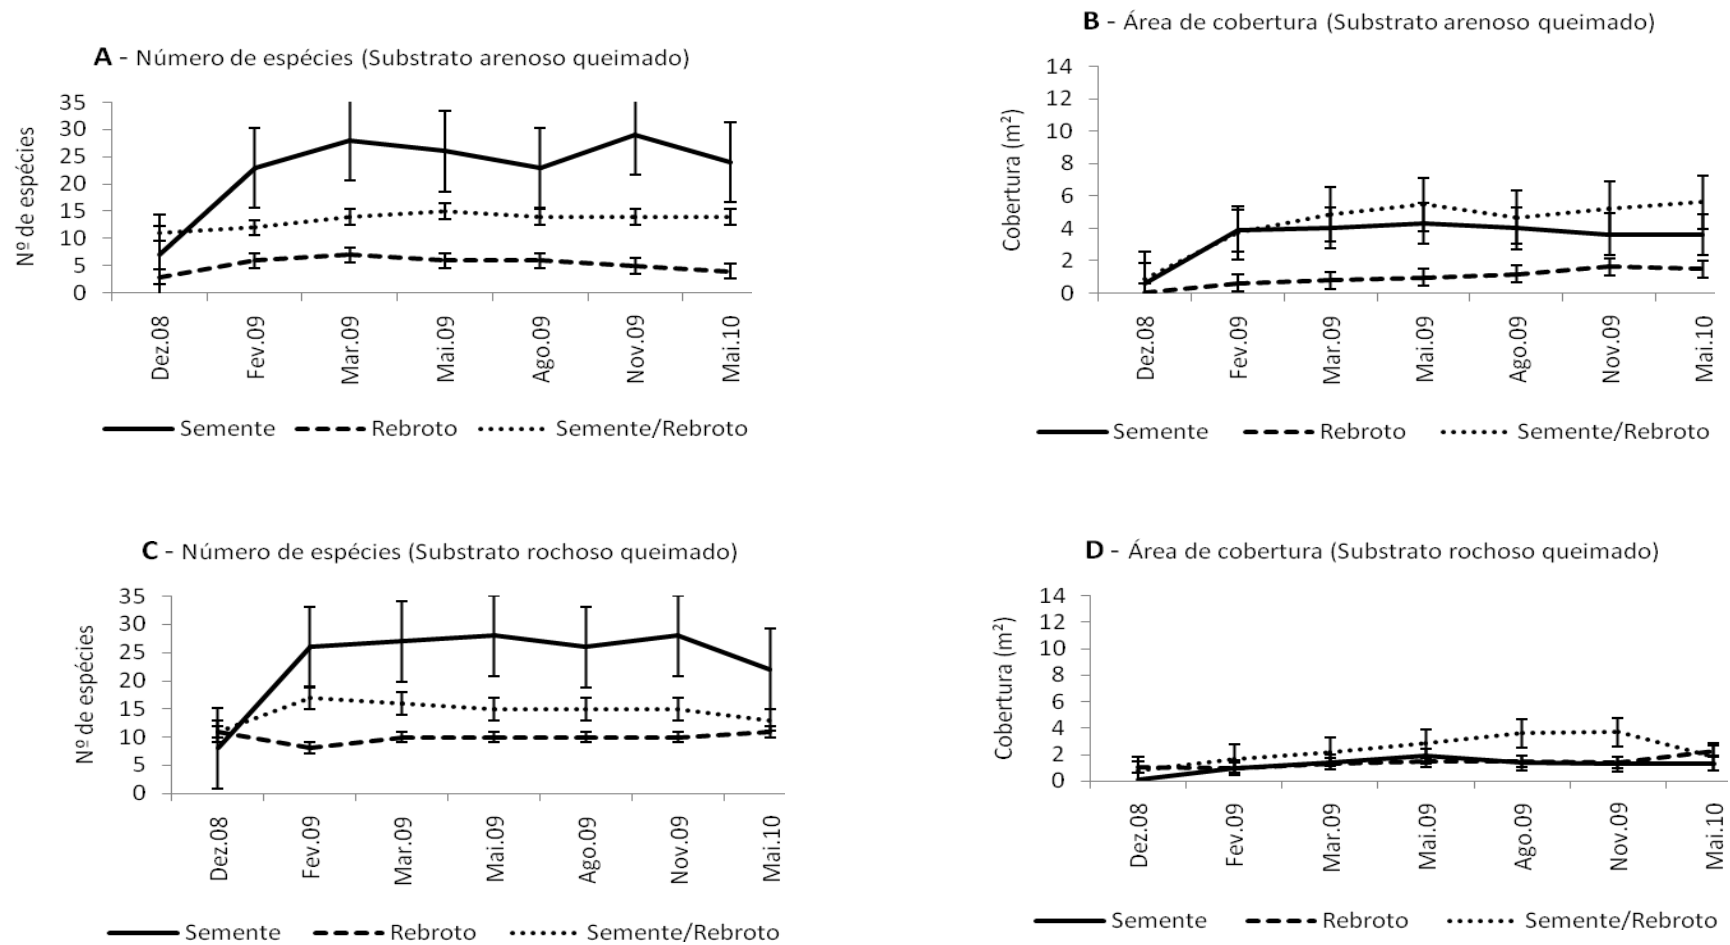 A - Número de espécies (Substrato arenoso queimado)
Nº de espécies
35
30
25
20
15
10
5
0
Dez.08
Fev.09
Mar.09
Mai.09
Ago.09
Nov.09
Mai.10
Semente Rebroto Semente/Rebroto
B - Área de cobertura (Substrato arenoso queimado)
Cobertura (m²)
14
12
10
8
6
4
2
0
Dez.08
Fev.09
Mar.09
Mai.09
Ago.09
Nov.09
Mai.10
Semente Rebroto Semente/Rebroto
C - Número de espécies (Substrato rochoso queimado)
Nº de espécies
35
30
25
20
15
10
5
0
Dez.08
Fev.09
Mar.09
Mai.09
Ago.09
Nov.09
Mai.10
Semente Rebroto Semente/Rebroto
D - Área de cobertura (Substrato rochoso queimado)
Cobertura (m²)
14
12
10
8
6
4
2
0
Dez.08
Fev.09
Mar.09
Mai.09
Ago.09
Nov.09
Mai.10
Semente Rebroto Semente/Rebroto